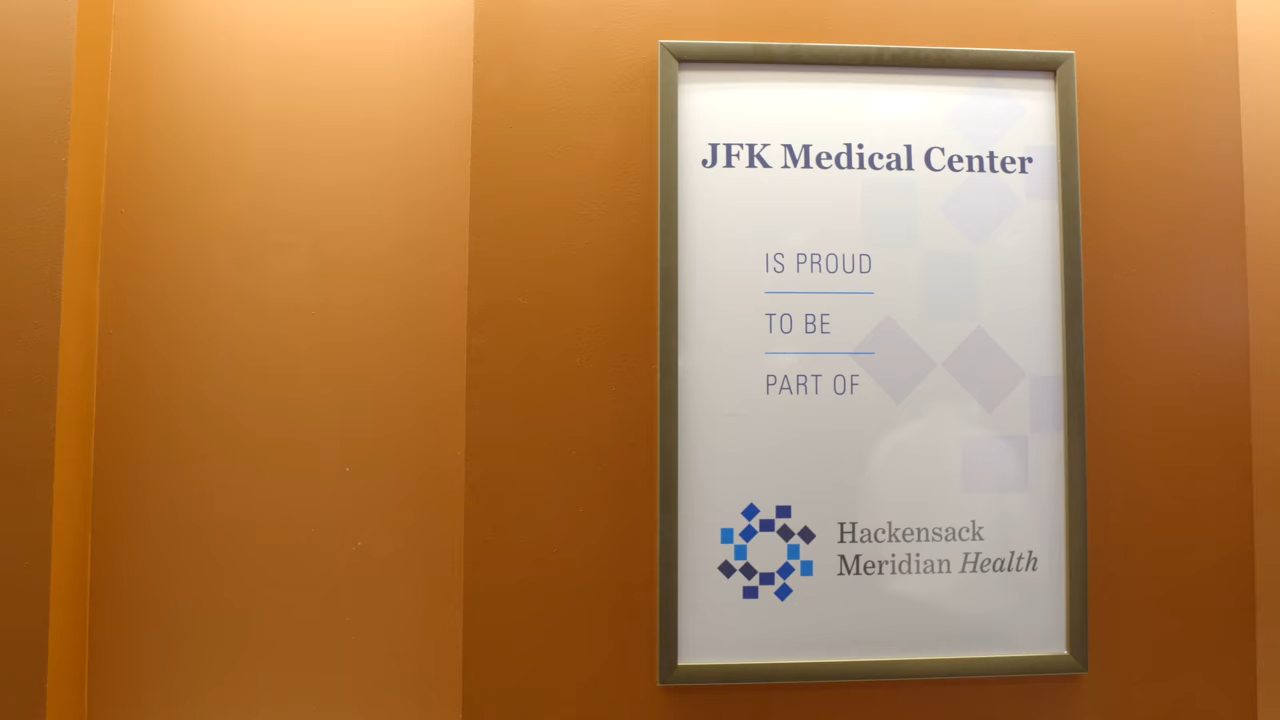 JFK Medical Center
IS PROUD
TO BE
PART OF
Hackensack
Meridian Health